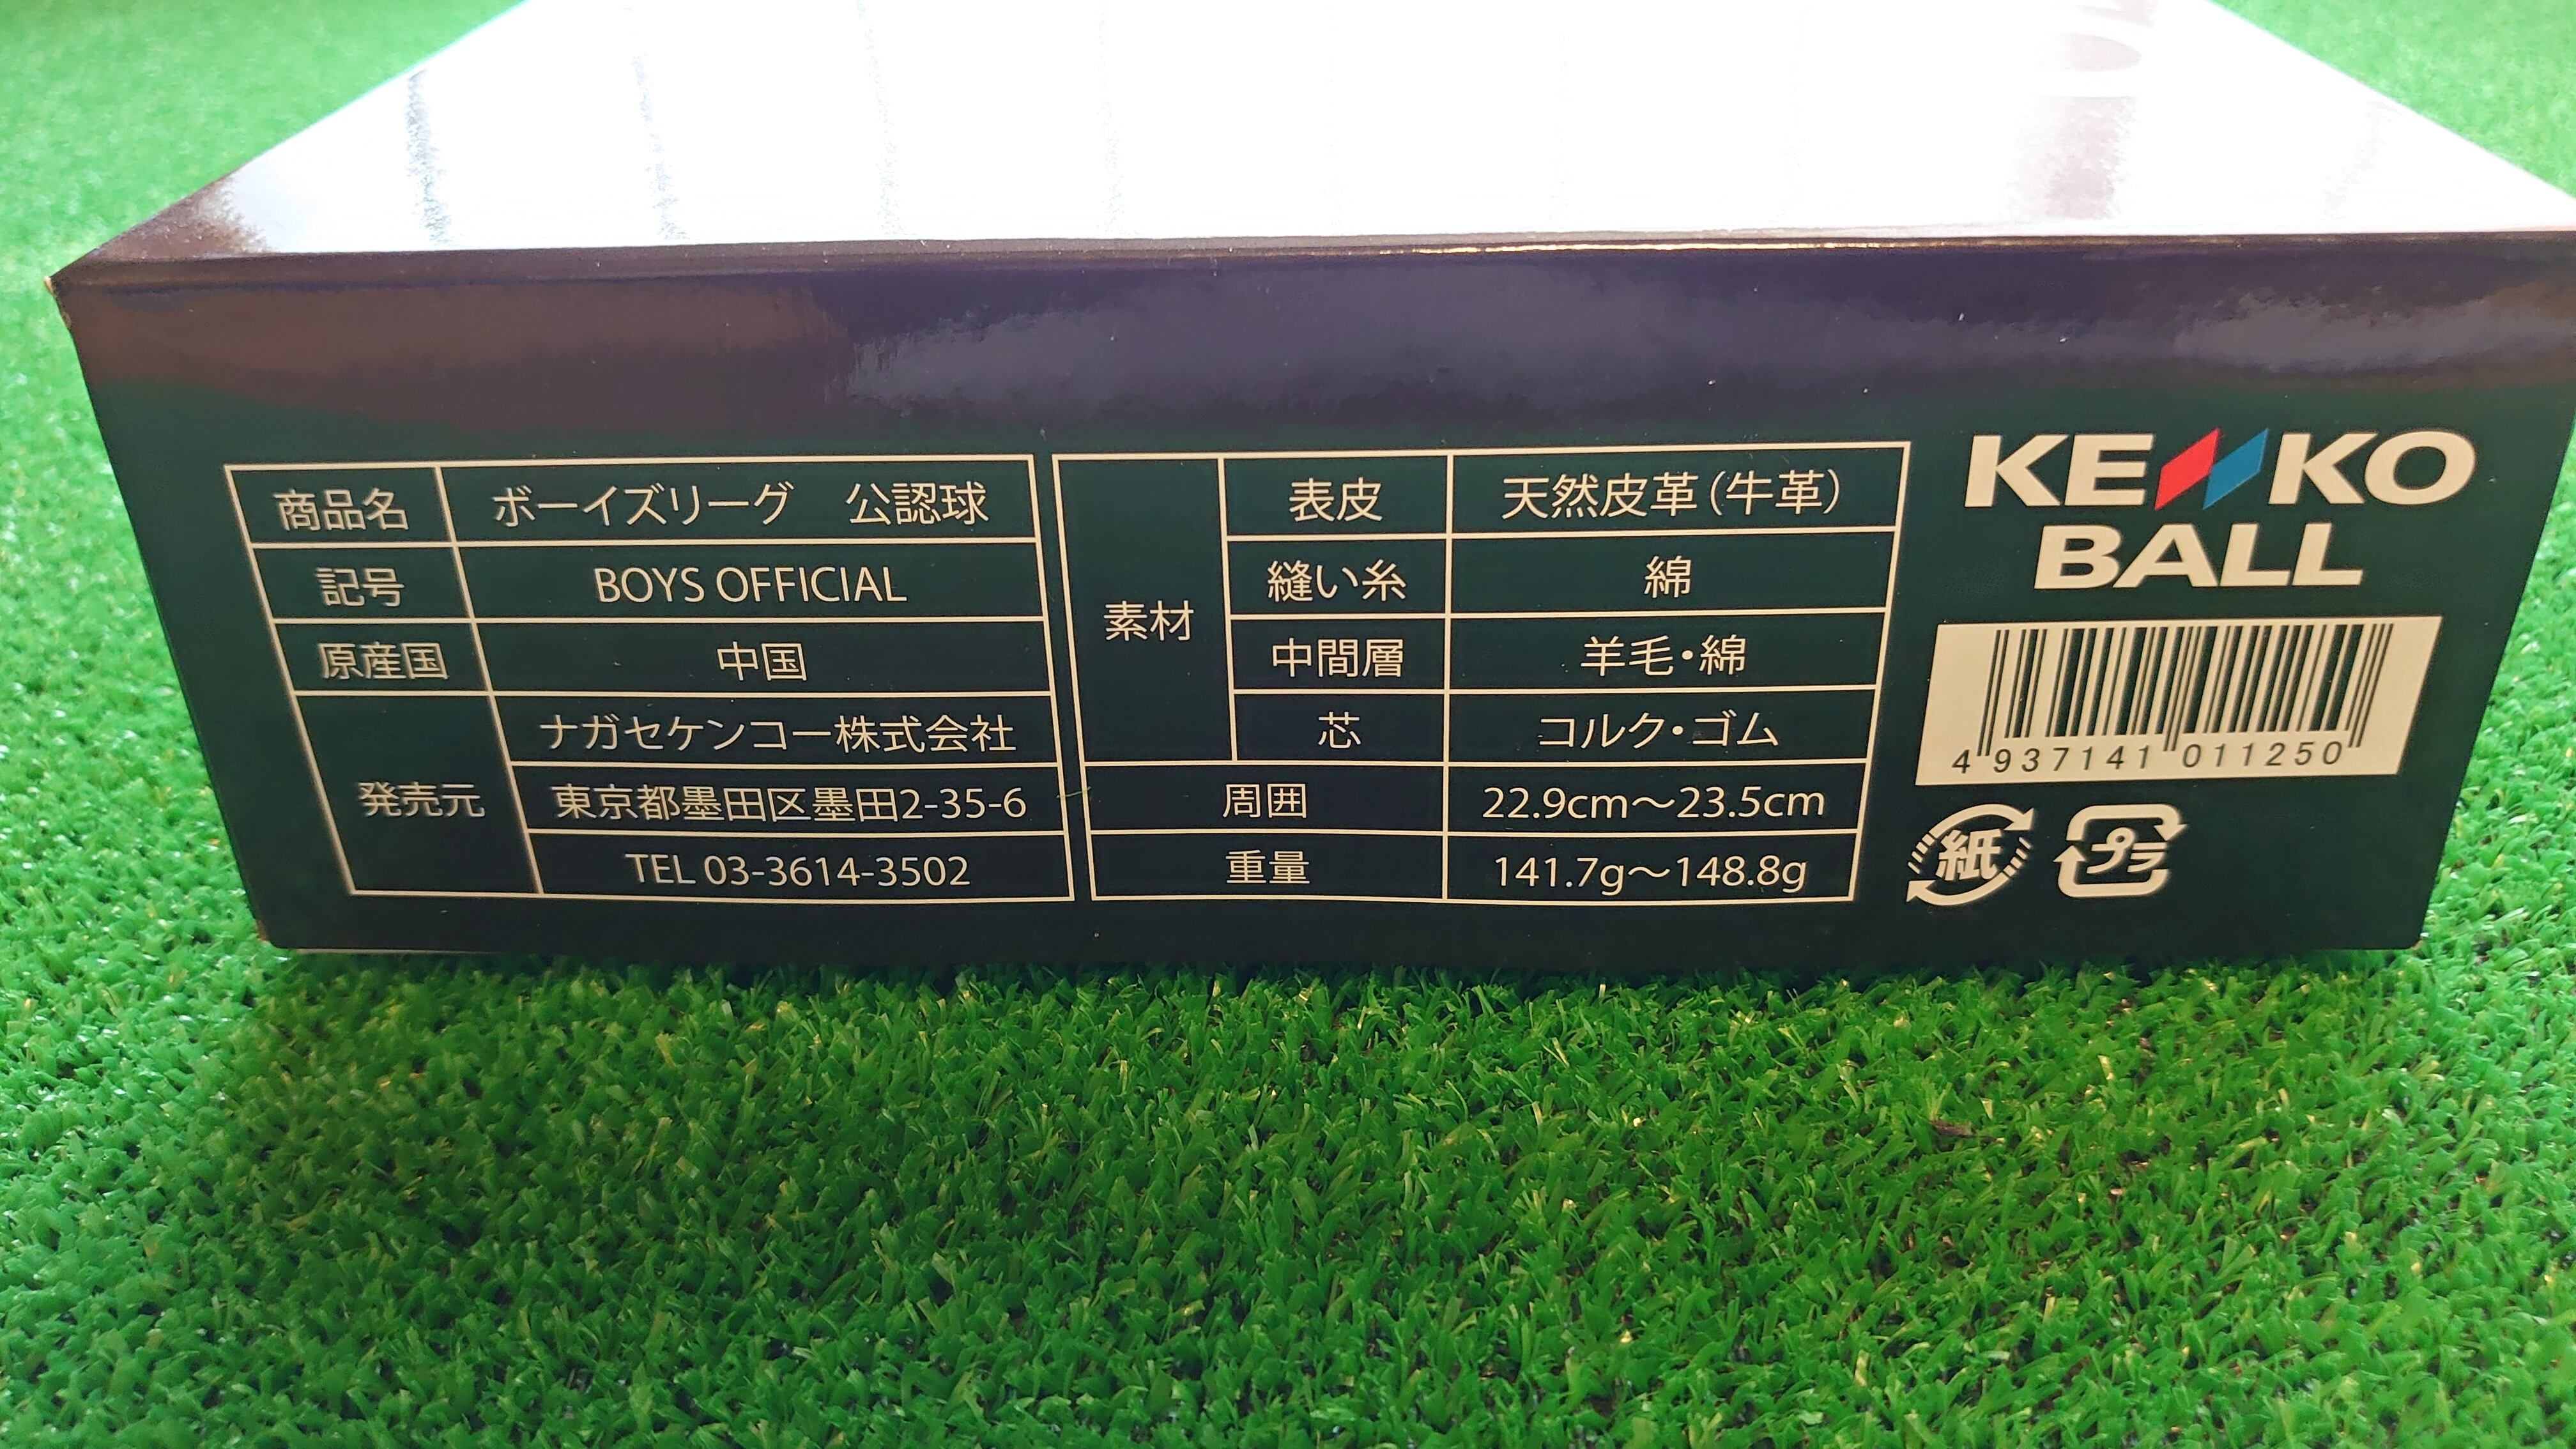 商品名 ボーイズリーグ 公認球
記号 BOYS OFFICIAL
原産国 中国
発売元 ナガセケンコー株式会社
東京都墨田区墨田2-35-6
TEL 03-3614-3502
素材 表皮 天然皮革(牛革)
縫い糸 綿
中間層 羊毛・綿
芯 コルク・ゴム
周囲 22.9cm〜23.5cm
重量 141.7g〜148.8g
KENKO
BALL
4 937141 011250
紙 プラ